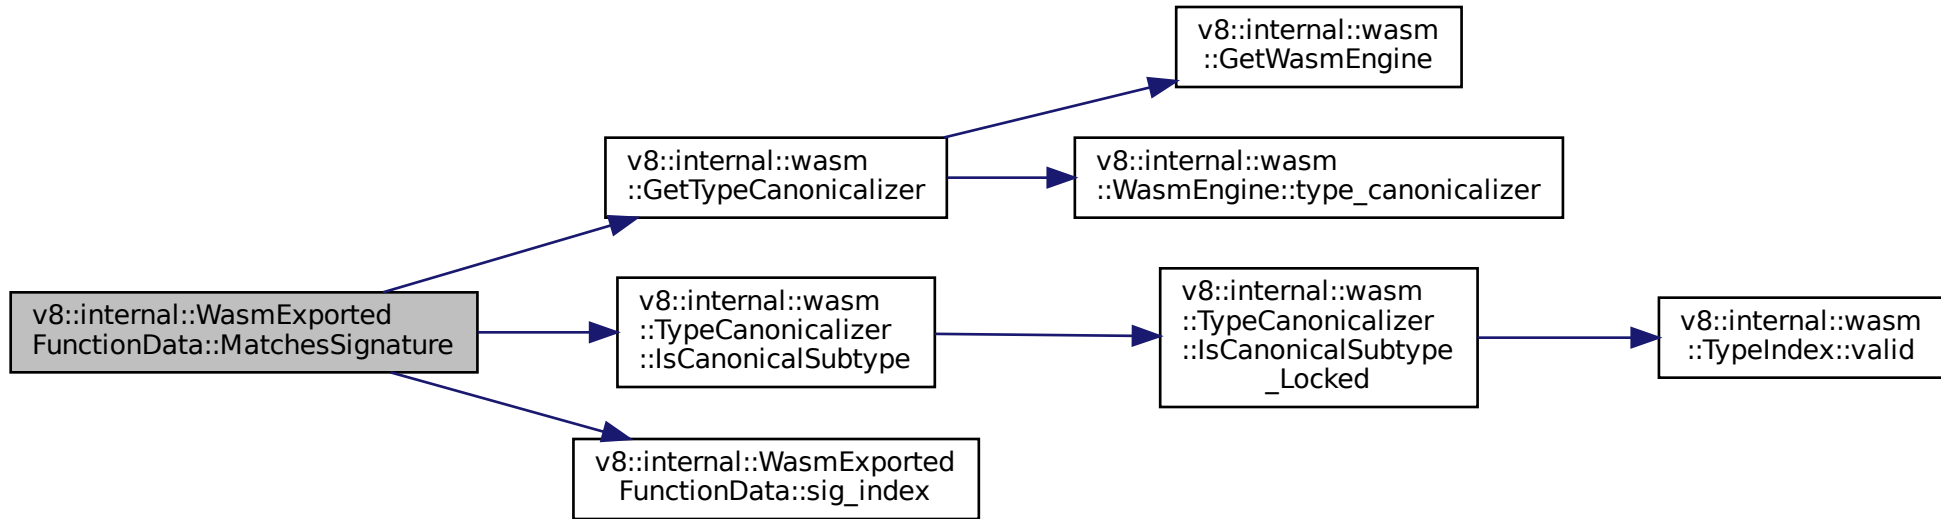 v8::internal::WasmExported
FunctionData::MatchesSignature
v8::internal::wasm
::GetTypeCanonicalizer
v8::internal::wasm
::GetWasmEngine
v8::internal::wasm
::WasmEngine::type_canonicalizer
v8::internal::wasm
::TypeCanonicalizer
::IsCanonicalSubtype
v8::internal::wasm
::TypeCanonicalizer
::IsCanonicalSubtype
_Locked
v8::internal::wasm
::TypeIndex::valid
v8::internal::WasmExported
FunctionData::sig_index